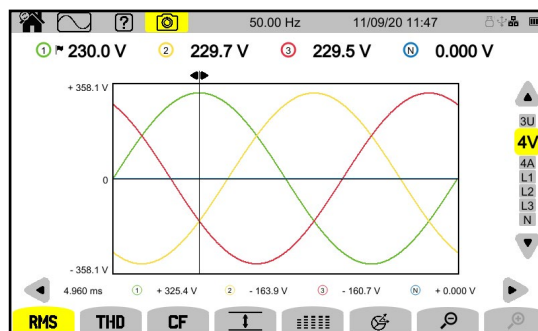 ? 50.00 Hz 11/09/20 11:47
1 230.0 V 2 229.7 V 3 229.5 V N 0.000 V
+ 358.1 V
0
- 358.1 V
3U
4V
4A
L1
L2
L3
N
4.960 ms 1 + 325.4 V 2 - 163.9 V 3 - 160.7 V N + 0.000 V
RMS THD CF